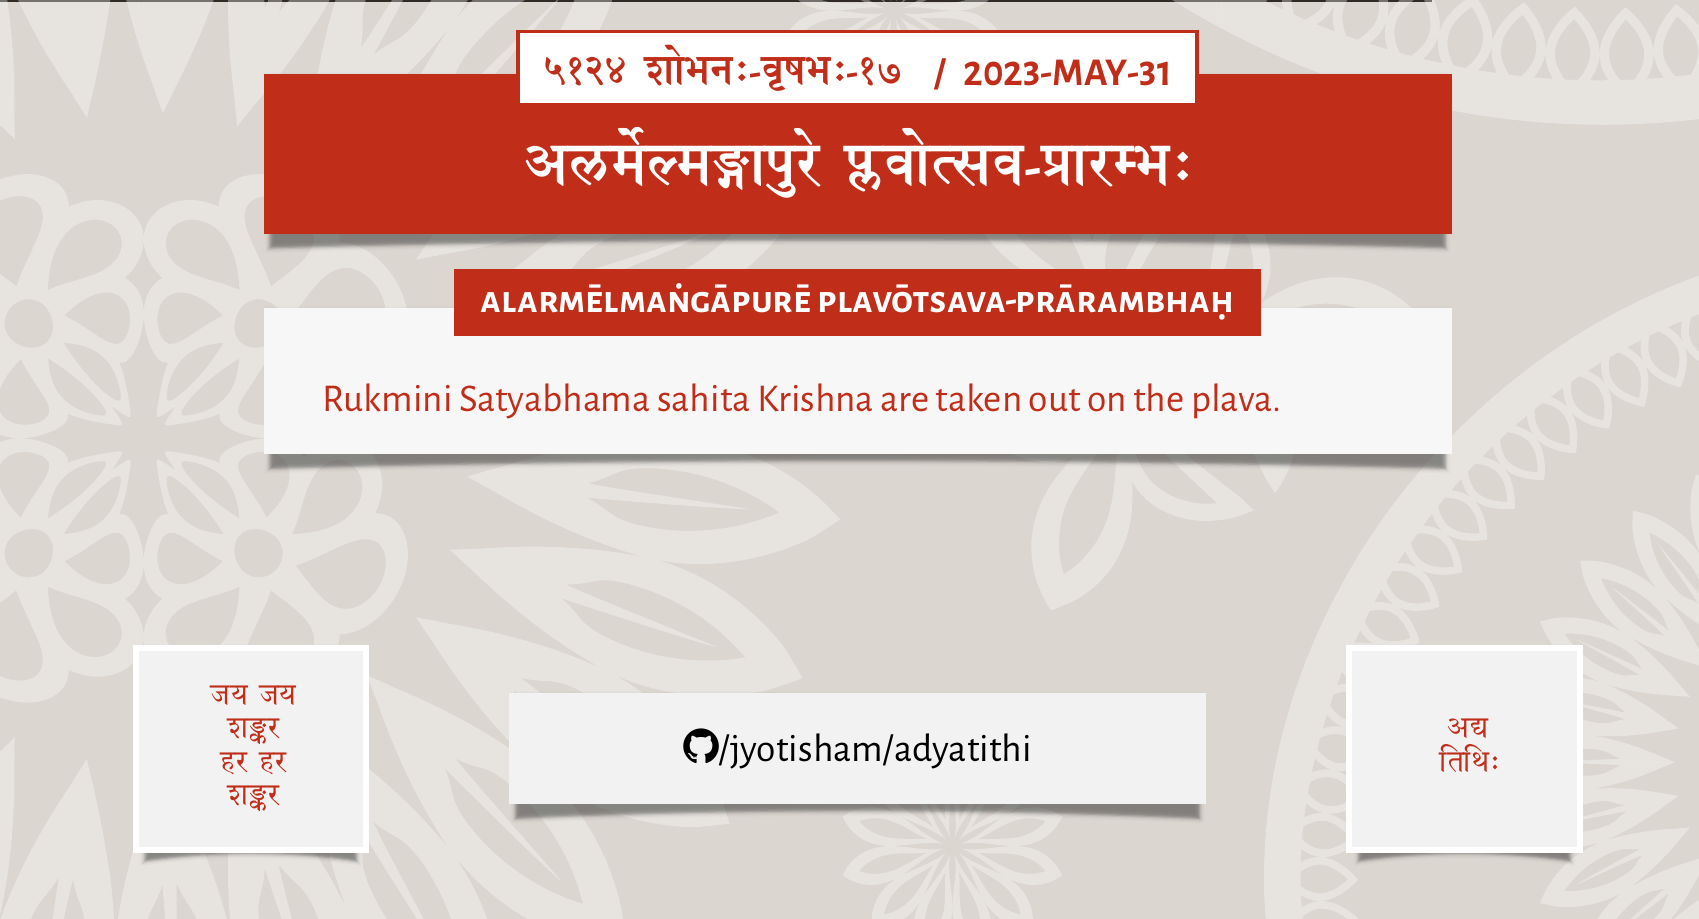 ५१२४ शोभनः-वृषभः-१७ / 2023-MAY-31
अलर्मेल्मङ्गापुरे प्लवोत्सव-प्रारम्भः
ALARMĒLMAṄGĀPURĒ PLAVŌTSAVA-PRĀRAMBHAḤ
Rukmini Satyabhama sahita Krishna are taken out on the plava.
जय जय
शङ्कर
हर हर
शङ्कर
/jyotisham/adyatithi
अद्य
तिथिः